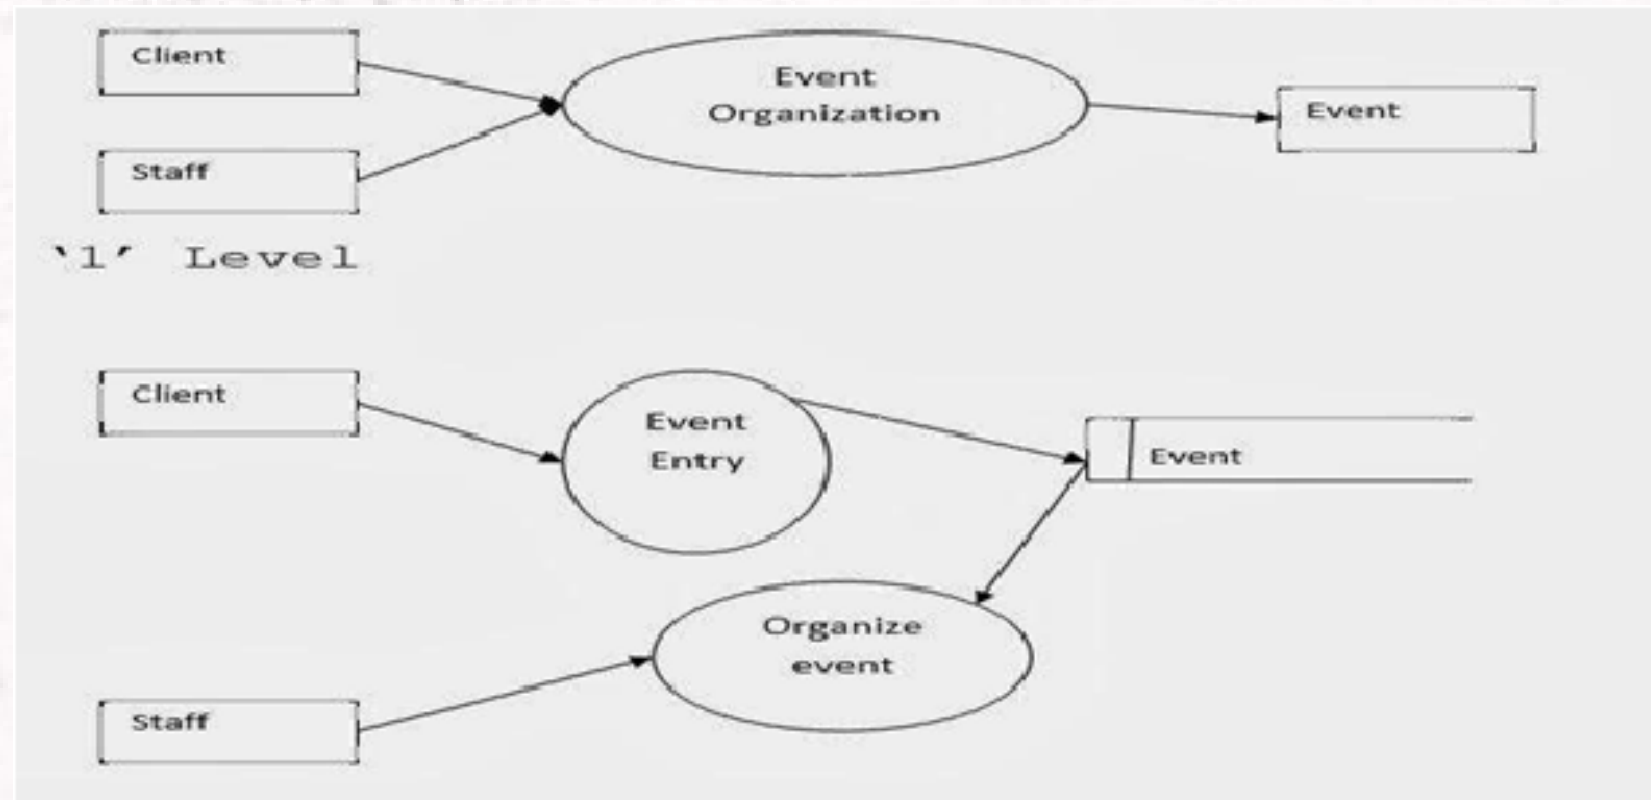 Client
Event
Organization
Event
Staff
‘1’ Level
Client
Event
Entry
Event
Organize
event
Staff